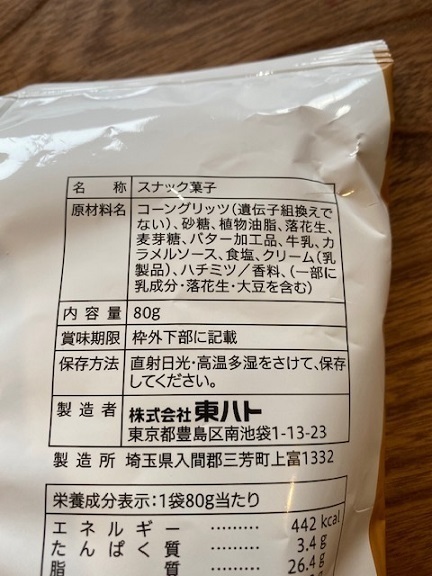 名称 スナック菓子
原材料名 コーングリッツ(遺伝子組換えで
ない)、砂糖、植物油脂、落花生、
麦芽糖、バター加工品、牛乳、カ
ラメルソース、食塩、クリーム(乳
製品)、ハチミツ/香料、(一部に
乳成分・落花生・大豆を含む)
内容量 80g
賞味期限 枠外下部に記載
保存方法 直射日光・高温多湿をさけて、保存
してください。
製造者 株式会社東ハト
東京都豊島区南池袋1-13-23
製造所 埼玉県入間郡三芳町上富1332
栄養成分表示:1袋80g当たり
エネルギー ……… 442 kcal
たんぱく質 ……… 3.4g
脂質 ……… 26.4g